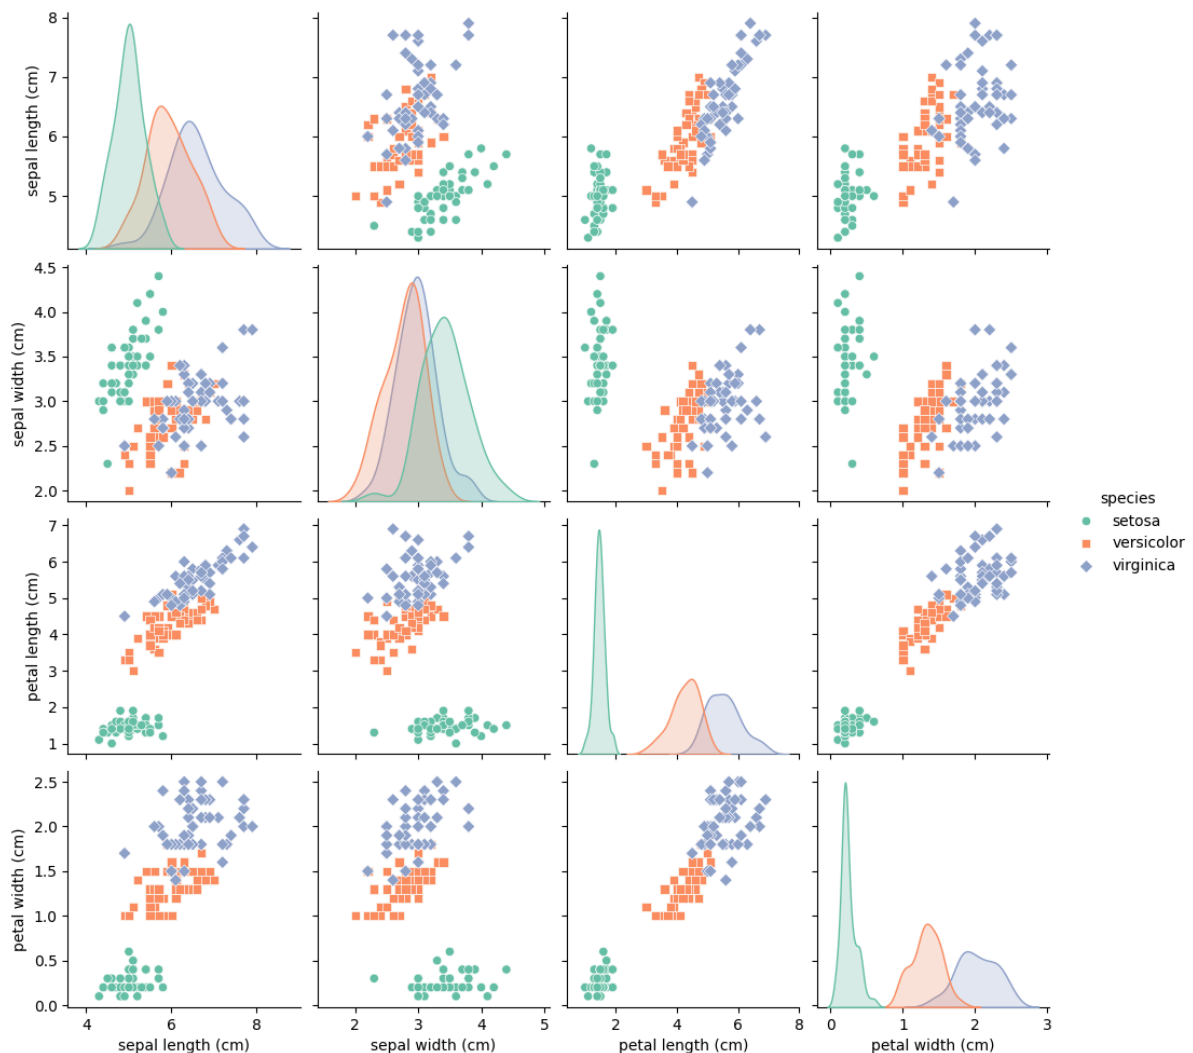 8
7
6
5
sepal length (cm)
4.5
4.0
3.5
3.0
2.5
2.0
sepal width (cm)
species
setosa
versicolor
virginica
7
6
5
4
3
2
1
petal length (cm)
2.5
2.0
1.5
1.0
0.5
0.0
petal width (cm)
4 6 8
sepal length (cm)
2 3 4 5
sepal width (cm)
2 4 6 8
petal length (cm)
0 1 2 3
petal width (cm)